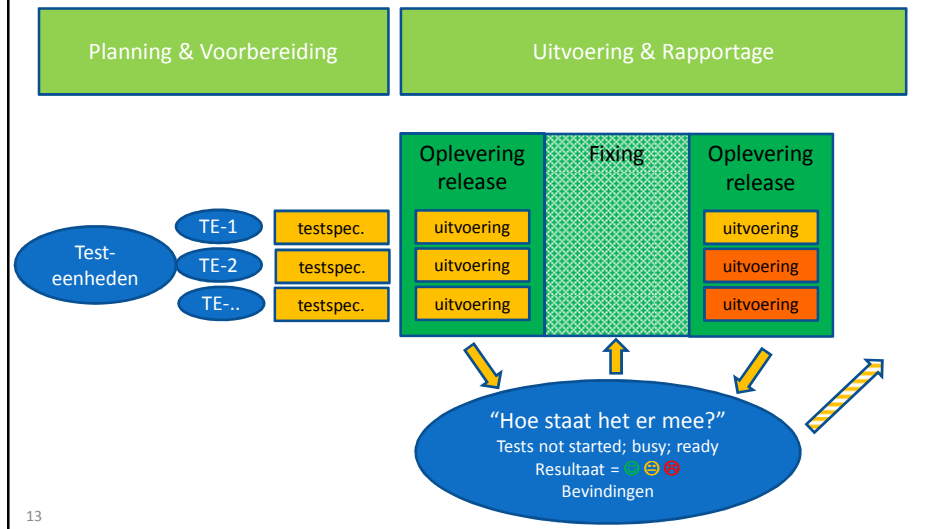 Planning & Voorbereiding
Uitvoering & Rapportage
Oplevering
release
Fixing
Oplevering
release
Test-
eenheden
TE-1
testspec.
uitvoering
uitvoering
TE-2
testspec.
uitvoering
uitvoering
TE-..
testspec.
uitvoering
uitvoering
“Hoe staat het er mee?”
Tests not started; busy; ready
Resultaat =
Bevindingen
13